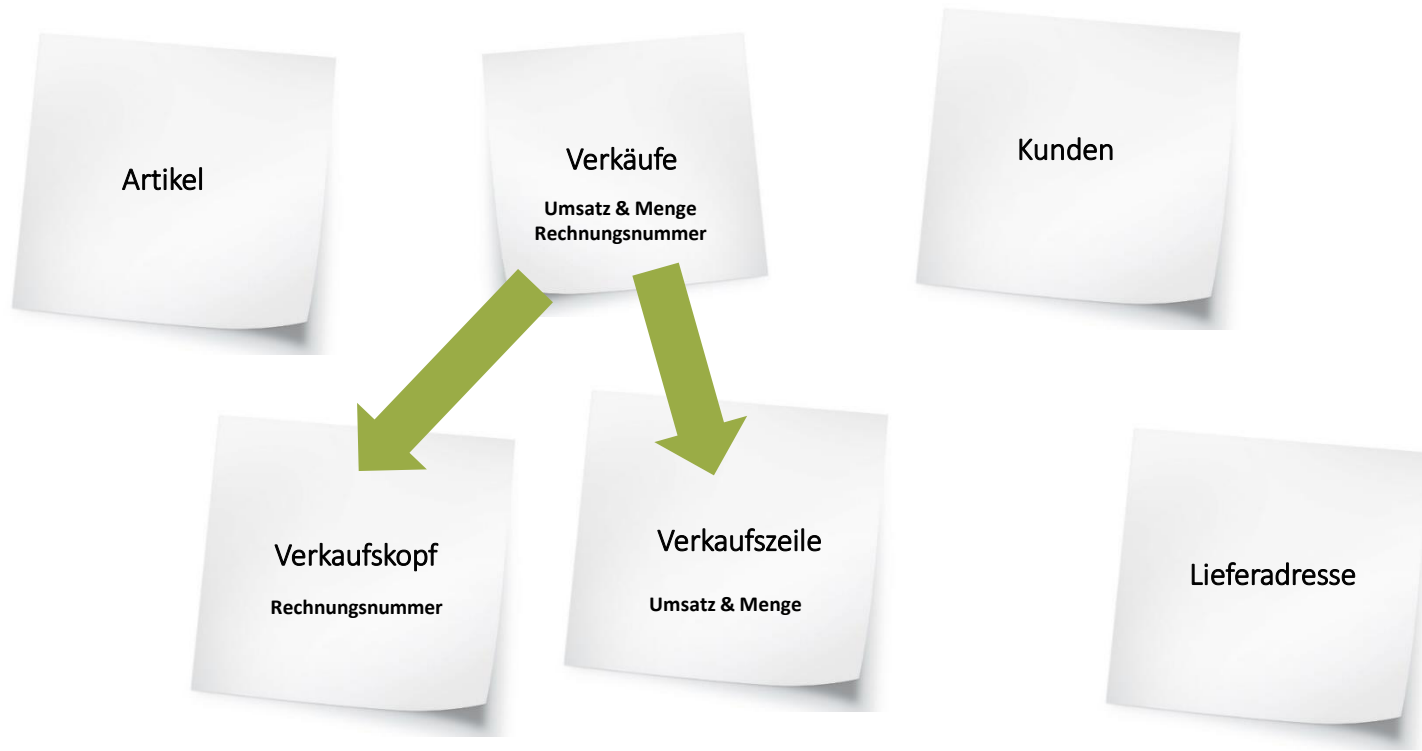 Artikel
Verkäufe
Umsatz & Menge
Rechnungsnummer
Kunden
Verkaufskopf
Rechnungsnummer
Verkaufszeile
Umsatz & Menge
Lieferadresse